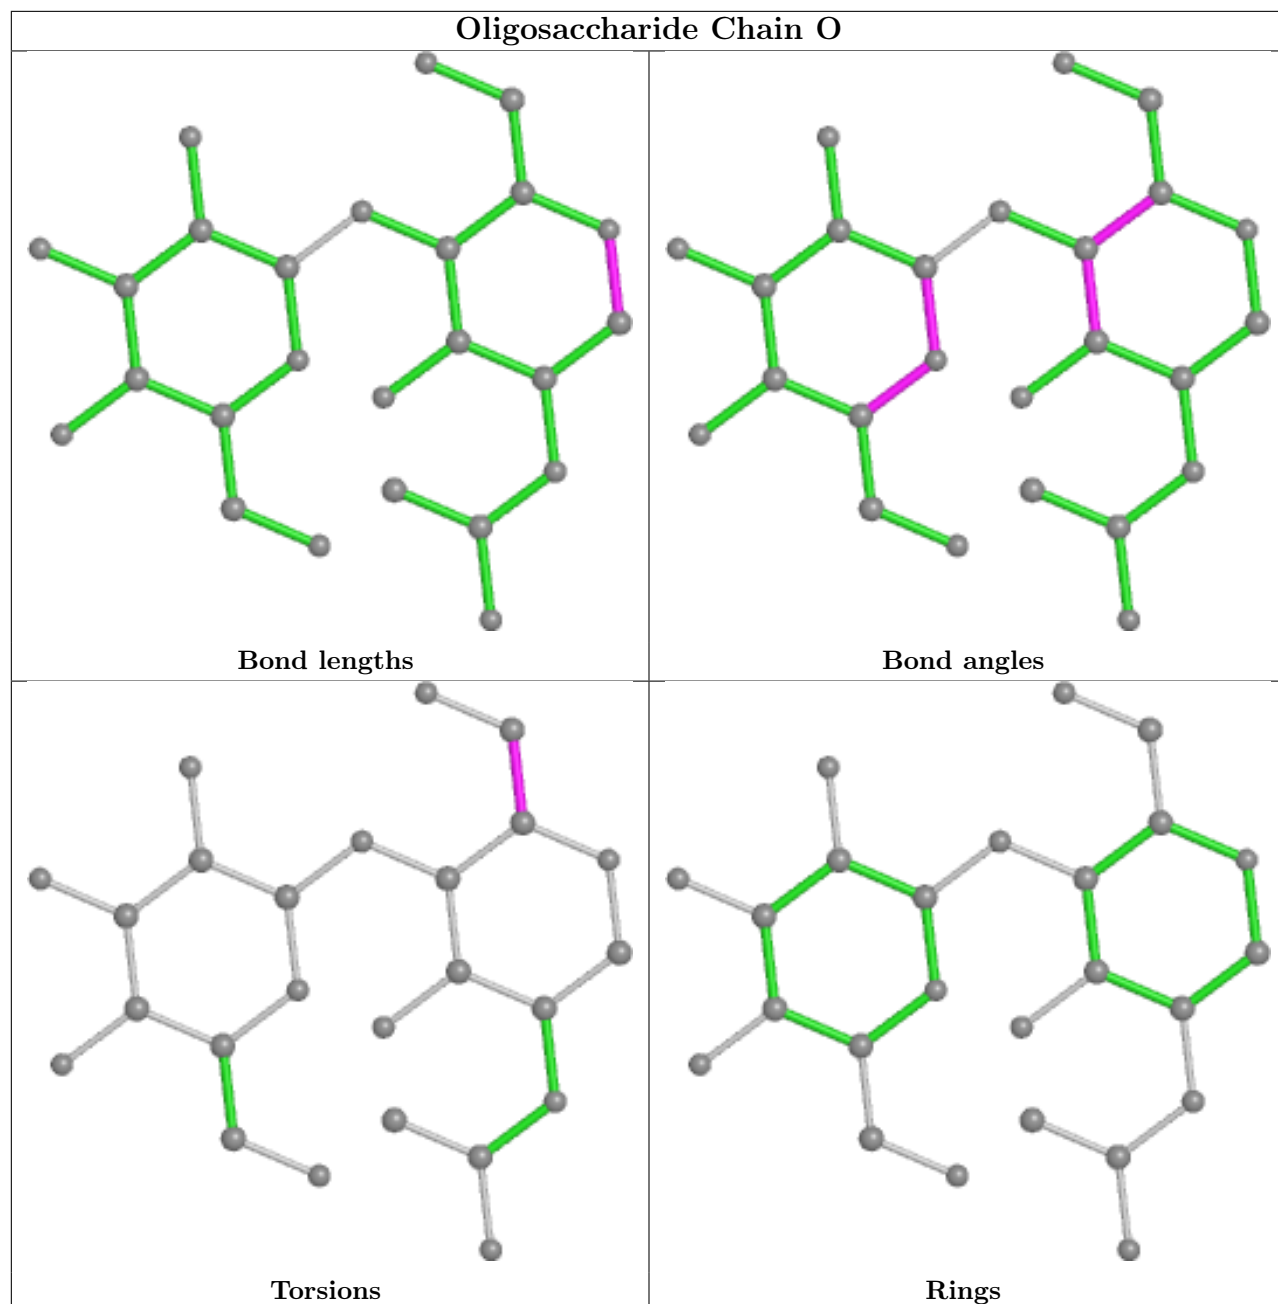 Oligosaccharide Chain O
Bond lengths
Bond angles
Torsions
Rings